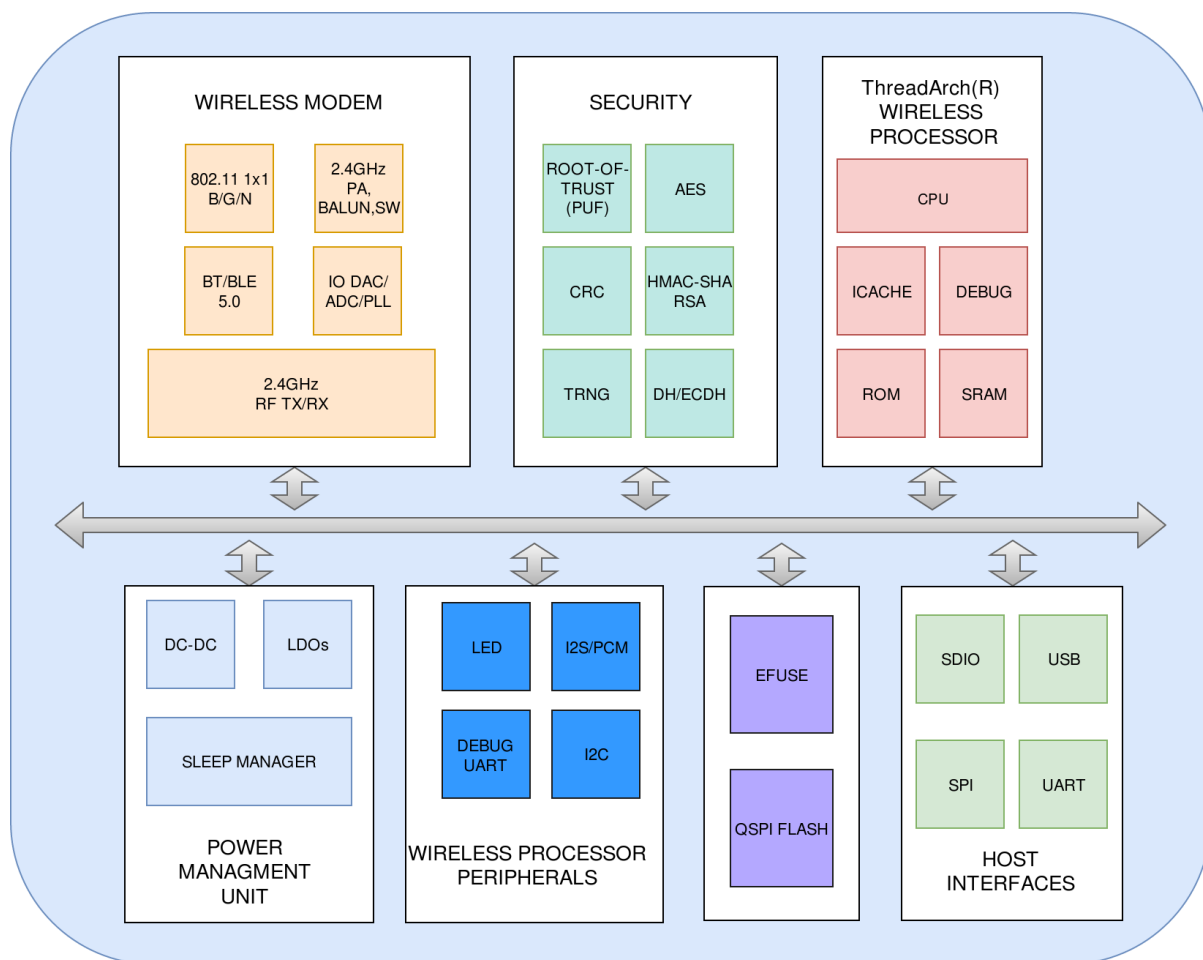 WIRELESS MODEM
802.11 1x1
B/G/N
2.4GHz
PA,
BALUN,SW
BT/BLE
5.0
IO DAC/
ADC/PLL
2.4GHz
RF TX/RX
SECURITY
ROOT-OF-
TRUST
(PUF)
AES
CRC
HMAC-SHA
RSA
TRNG
DH/ECDH
ThreadArch(R)
WIRELESS
PROCESSOR
CPU
ICACHE
DEBUG
ROM
SRAM
DC-DC
LDOs
SLEEP MANAGER
POWER
MANAGMENT
UNIT
LED
I2S/PCM
DEBUG
UART
I2C
WIRELESS PROCESSOR
PERIPHERALS
EFUSE
QSPI FLASH
SDIO
USB
SPI
UART
HOST
INTERFACES